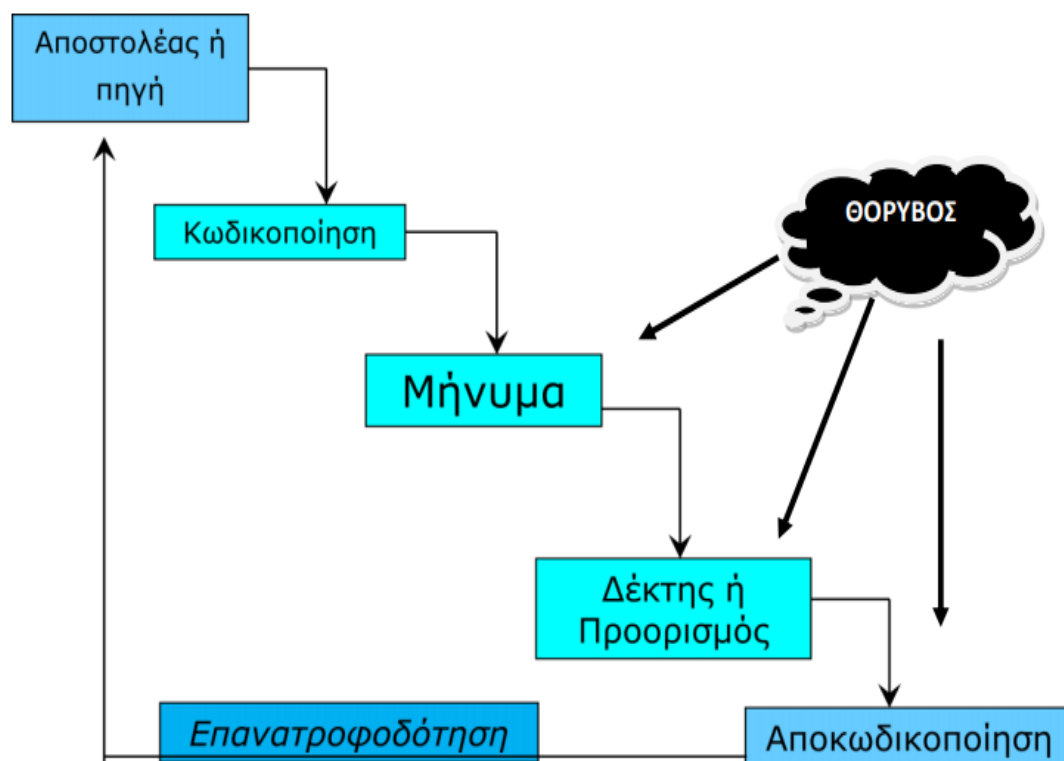 Αποστολέας ή
πηγή
Κωδικοποίηση
ΘΟΡΥΒΟΣ
Μήνυμα
Δέκτης ή
Προορισμός
Επανατροφοδότηση
Αποκωδικοποίηση